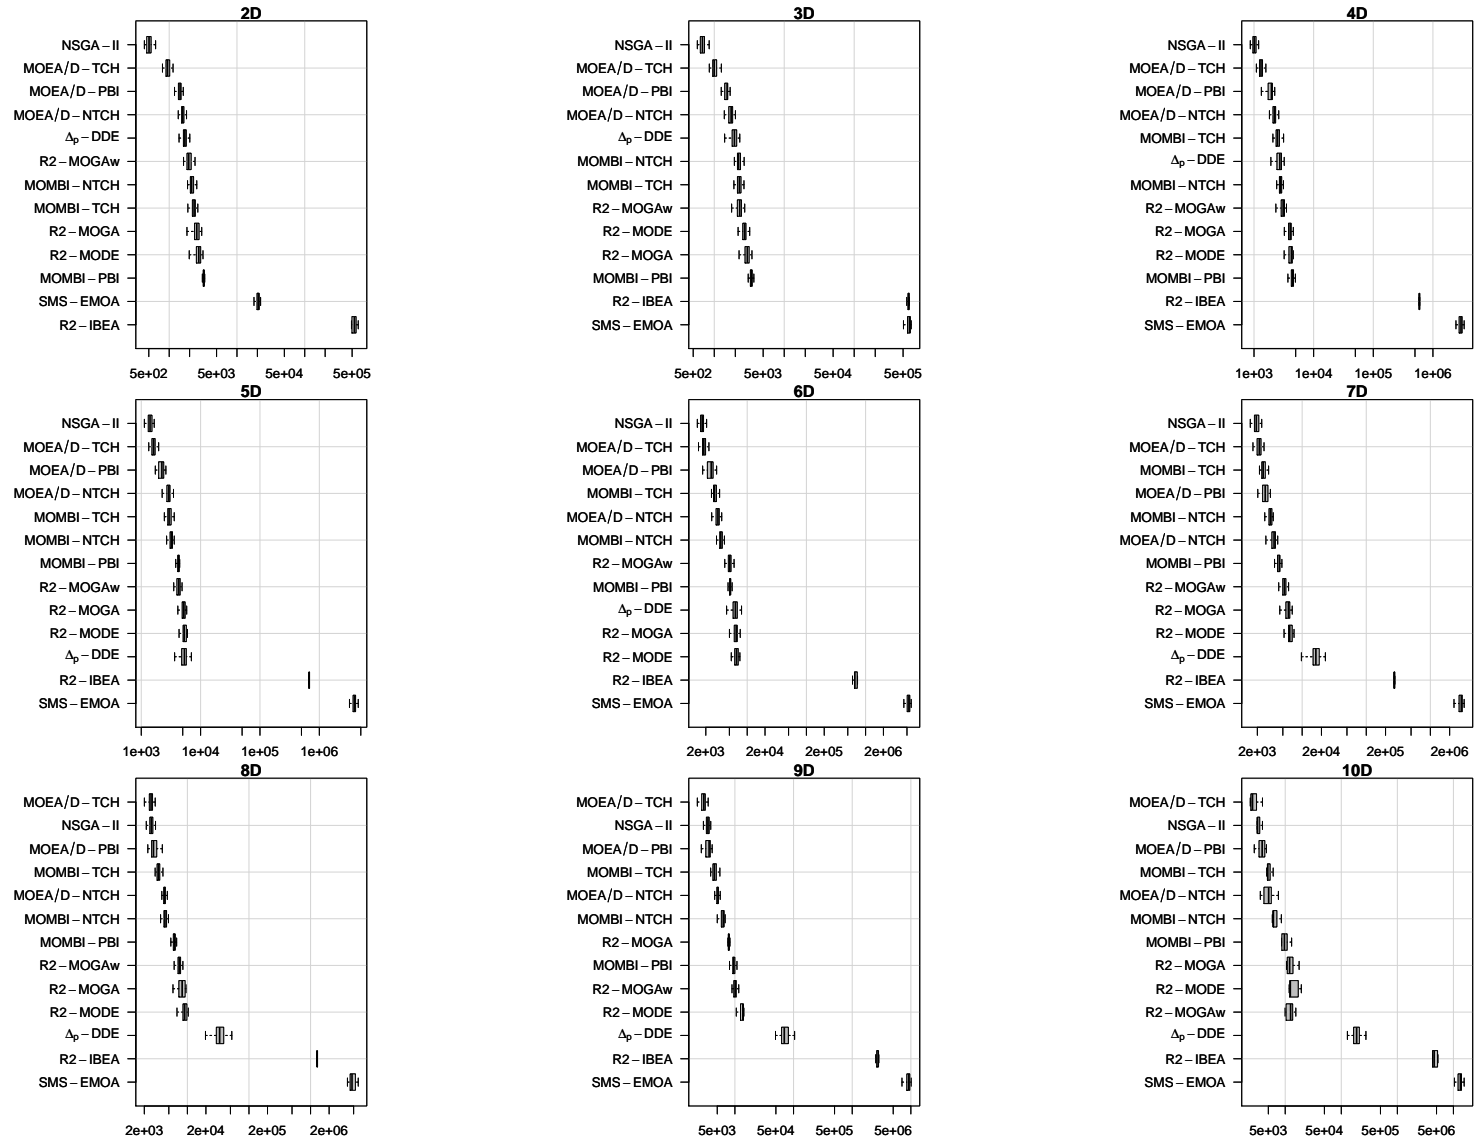 2D
NSGA−II
MOEA/D−TCH
MOEA/D−PBI
MOEA/D−NTCH
Δp−DDE
R2−MOGAw
MOMBI−NTCH
MOMBI−TCH
R2−MOGA
R2−MODE
MOMBI−PBI
SMS−EMOA
R2−IBEA
5e+02 5e+03 5e+04 5e+05
3D
NSGA−II
MOEA/D−TCH
MOEA/D−PBI
MOEA/D−NTCH
Δp−DDE
MOMBI−NTCH
MOMBI−TCH
R2−MOGAw
R2−MODE
R2−MOGA
MOMBI−PBI
R2−IBEA
SMS−EMOA
5e+02 5e+03 5e+04 5e+05
4D
NSGA−II
MOEA/D−TCH
MOEA/D−PBI
MOEA/D−NTCH
MOMBI−TCH
Δp−DDE
MOMBI−NTCH
R2−MOGAw
R2−MOGA
R2−MODE
MOMBI−PBI
R2−IBEA
SMS−EMOA
1e+03 1e+04 1e+05 1e+06
5D
NSGA−II
MOEA/D−TCH
MOEA/D−PBI
MOEA/D−NTCH
MOMBI−TCH
MOMBI−NTCH
MOMBI−PBI
R2−MOGAw
R2−MOGA
R2−MODE
Δp−DDE
R2−IBEA
SMS−EMOA
1e+03 1e+04 1e+05 1e+06
6D
NSGA−II
MOEA/D−TCH
MOEA/D−PBI
MOMBI−TCH
MOEA/D−NTCH
MOMBI−NTCH
R2−MOGAw
MOMBI−PBI
Δp−DDE
R2−MOGA
R2−MODE
R2−IBEA
SMS−EMOA
2e+03 2e+04 2e+05 2e+06
7D
NSGA−II
MOEA/D−TCH
MOMBI−TCH
MOEA/D−PBI
MOMBI−NTCH
MOEA/D−NTCH
MOMBI−PBI
R2−MOGAw
R2−MOGA
R2−MODE
Δp−DDE
R2−IBEA
SMS−EMOA
2e+03 2e+04 2e+05 2e+06
8D
MOEA/D−TCH
NSGA−II
MOEA/D−PBI
MOMBI−TCH
MOEA/D−NTCH
MOMBI−NTCH
MOMBI−PBI
R2−MOGAw
R2−MOGA
R2−MODE
Δp−DDE
R2−IBEA
SMS−EMOA
2e+03 2e+04 2e+05 2e+06
9D
MOEA/D−TCH
NSGA−II
MOEA/D−PBI
MOMBI−TCH
MOEA/D−NTCH
MOMBI−NTCH
R2−MOGA
MOMBI−PBI
R2−MOGAw
R2−MODE
Δp−DDE
R2−IBEA
SMS−EMOA
5e+03 5e+04 5e+05 5e+06
10D
MOEA/D−TCH
NSGA−II
MOEA/D−PBI
MOMBI−TCH
MOEA/D−NTCH
MOMBI−NTCH
MOMBI−PBI
R2−MOGA
R2−MODE
R2−MOGAw
Δp−DDE
R2−IBEA
SMS−EMOA
5e+03 5e+04 5e+05 5e+06